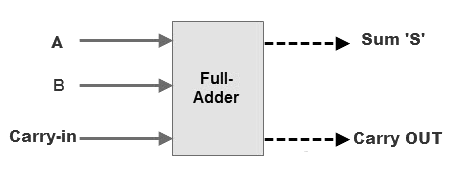 A
Sum 'S'
B
Full-
Adder
Carry-in
Carry OUT